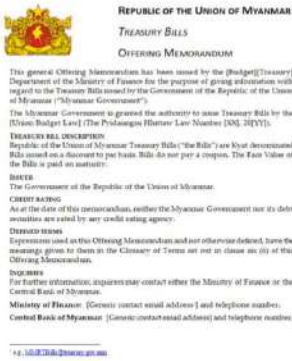 REPUBLIC OF THE UNION OF MYANMAR
TREASURY BILLS
OFFERING MEMORANDUM
This general Offering Memorandum has been issued by the [Budget][Treasury]
Department of the Ministry of Finance for the purpose of giving information with
regard to the Treasury Bills issued by the Government of the Republic of the Union
of Myanmar ("Myanmar Government").
The Myanmar Government is granted the authority to issue Treasury Bills by the
[Union Budget Law] (The Pyidaungsu Hluttaw Law Number [XX], 20[YY]).
TREASURY BILL DESCRIPTION
Republic of the Union of Myanmar Treasury Bills ("the Bills") are Kyat denominated
Bills issued on a discount to par basis. Bills do not pay a coupon. The Face Value of
the Bills is paid on maturity.
ISSUER
The Government of the Republic of the Union of Myanmar.
CREDIT RATING
As at the date of this memorandum, neither the Myanmar Government nor its debt
securities are rated by any credit rating agency.
DEFINED TERMS
Expressions used in this Offering Memorandum and not otherwise defined, have the
meanings given to them in the Glossary of Terms set out in clause six (6) of this
Offering Memorandum.
INQUIRIES
For further information, inquirers may contact either the Ministry of Finance or the
Central Bank of Myanmar.
Ministry of Finance: [Generic contact email address¹] and telephone number.
Central Bank of Myanmar: [Generic contact email address] and telephone number.
¹ e.g.,